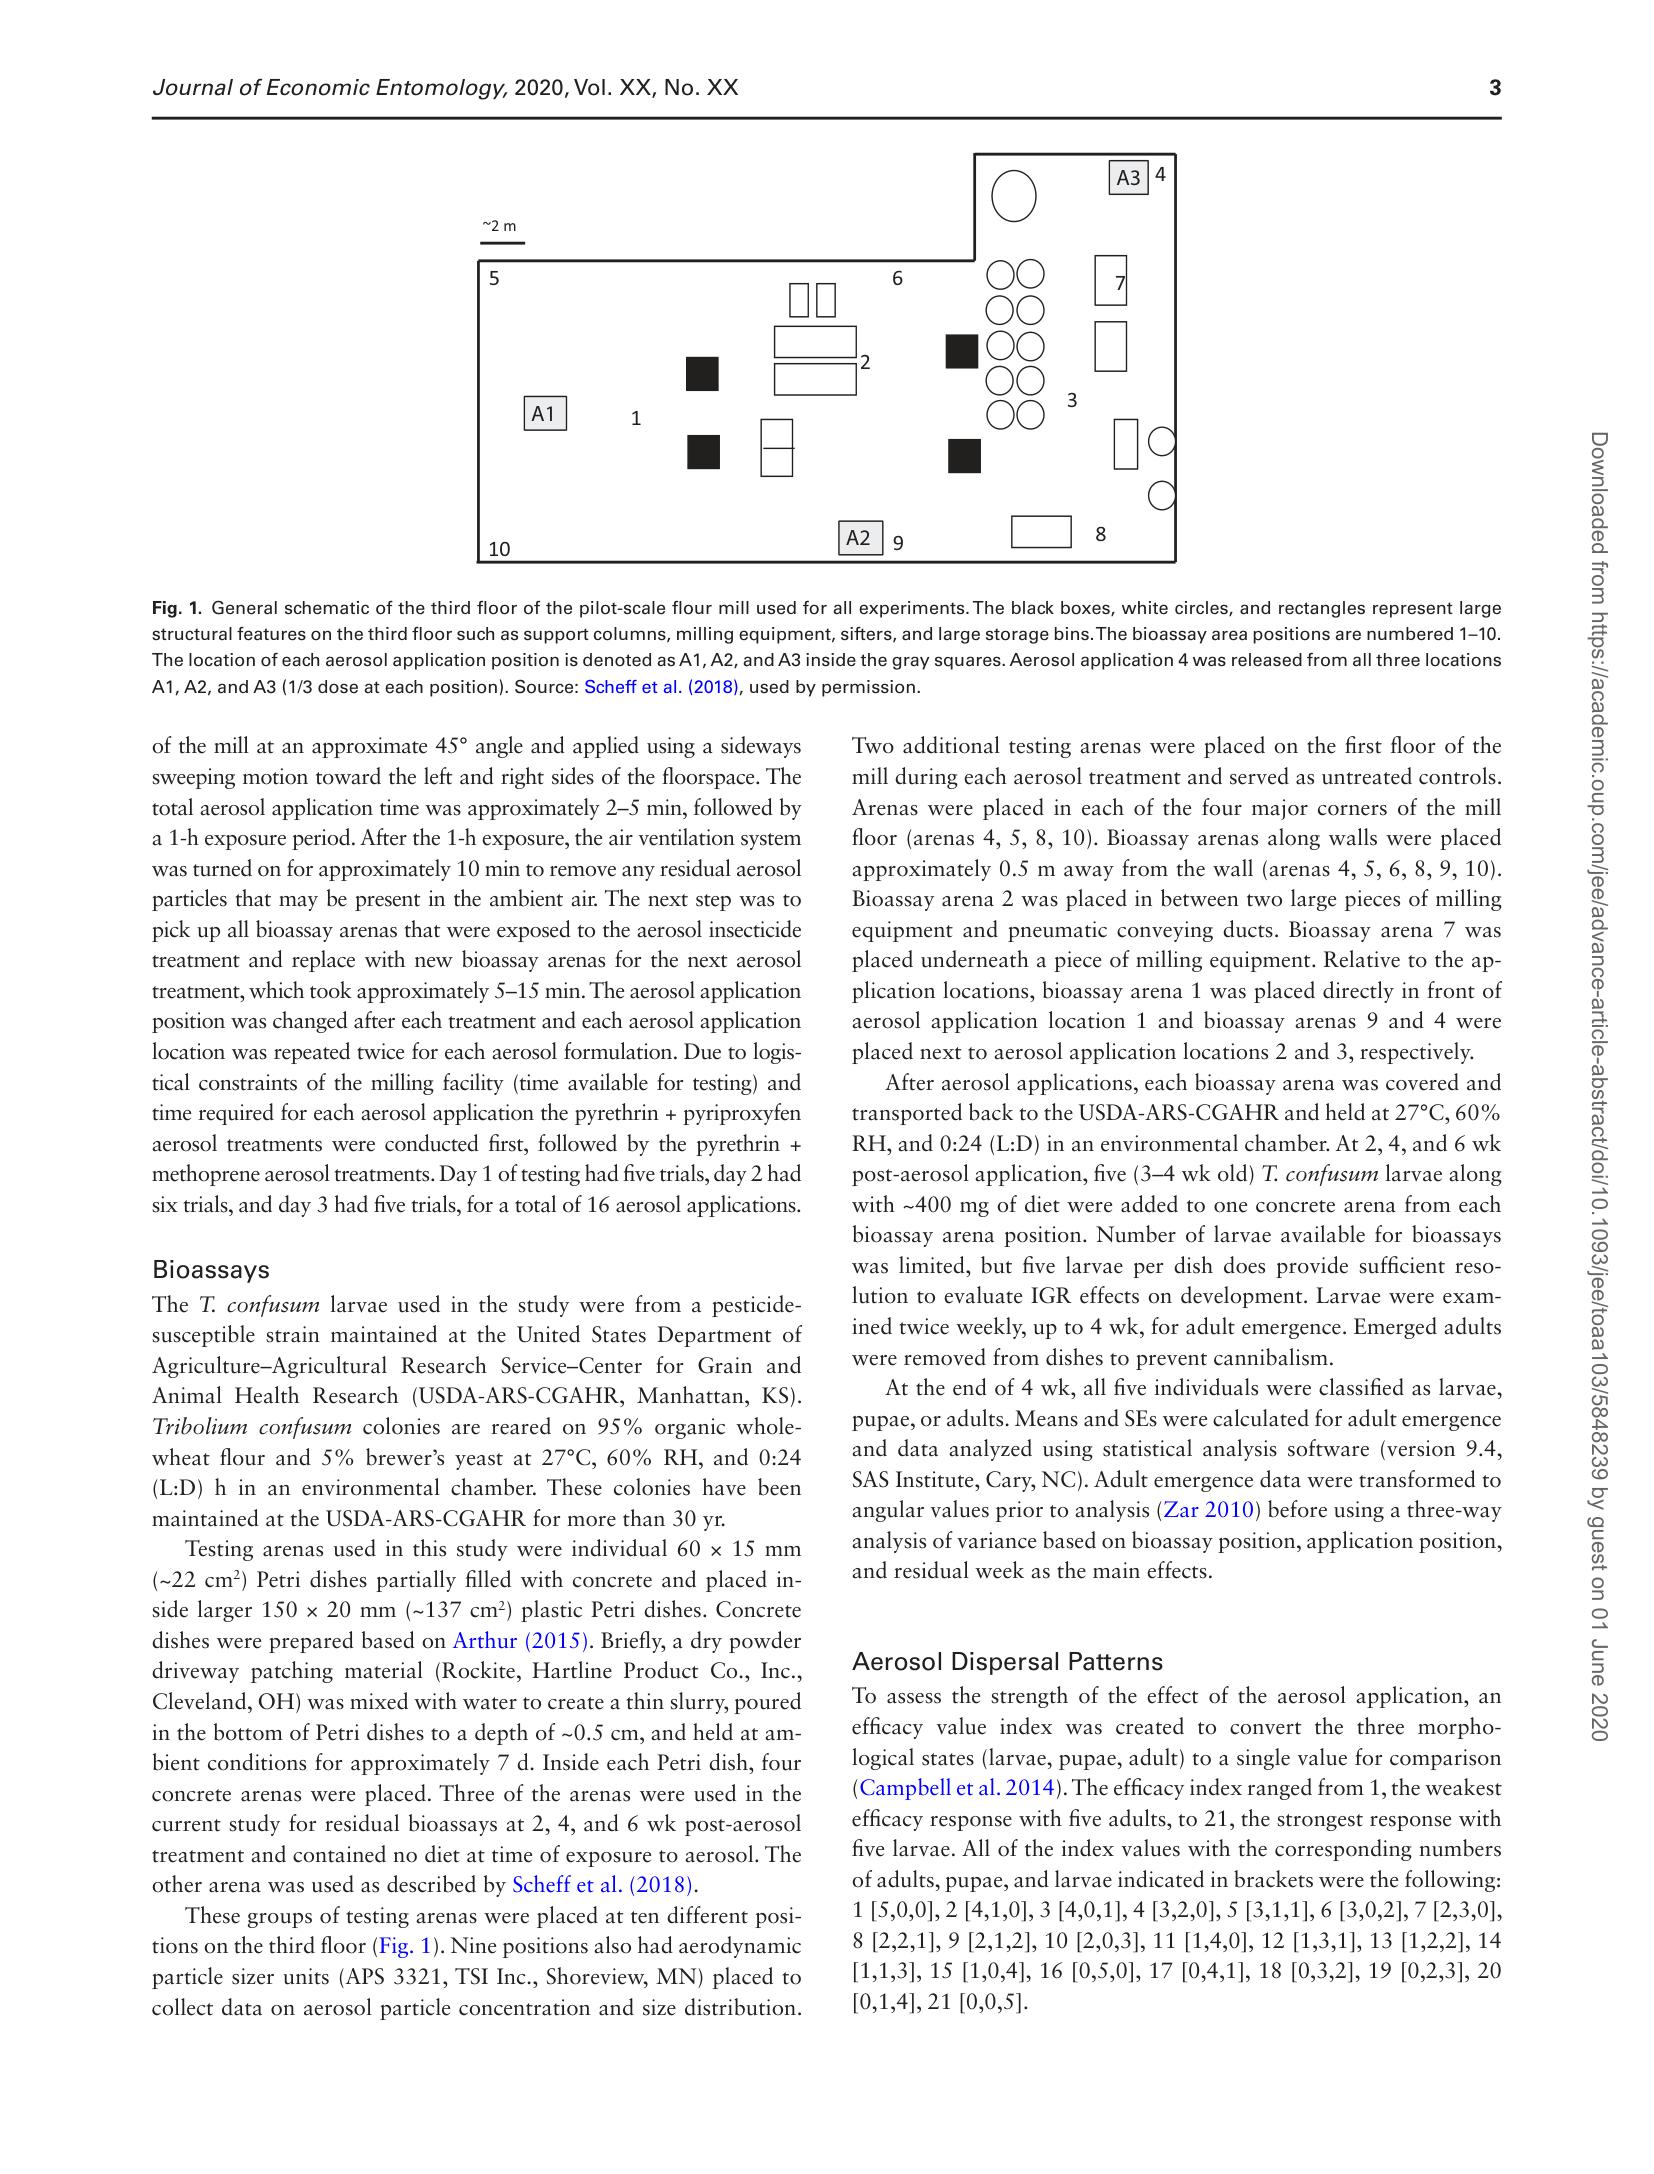 Journal of Economic Entomology, 2020, Vol. XX, No. XX
3
~2 m
A3
4
5
6
7
2
3
A1
1
A2
9
8
10
Fig. 1. General schematic of the third floor of the pilot-scale flour mill used for all experiments. The black boxes, white circles, and rectangles represent large
structural features on the third floor such as support columns, milling equipment, sifters, and large storage bins. The bioassay area positions are numbered 1–10.
The location of each aerosol application position is denoted as A1, A2, and A3 inside the gray squares. Aerosol application 4 was released from all three locations
A1, A2, and A3 (1/3 dose at each position). Source: Scheff et al. (2018), used by permission.
of the mill at an approximate 45° angle and applied using a sideways
sweeping motion toward the left and right sides of the floorspace. The
total aerosol application time was approximately 2–5 min, followed by
a 1-h exposure period. After the 1-h exposure, the air ventilation system
was turned on for approximately 10 min to remove any residual aerosol
particles that may be present in the ambient air. The next step was to
pick up all bioassay arenas that were exposed to the aerosol insecticide
treatment and replace with new bioassay arenas for the next aerosol
treatment, which took approximately 5–15 min. The aerosol application
position was changed after each treatment and each aerosol application
location was repeated twice for each aerosol formulation. Due to logis-
tical constraints of the milling facility (time available for testing) and
time required for each aerosol application the pyrethrin + pyriproxyfen
aerosol treatments were conducted first, followed by the pyrethrin +
methoprene aerosol treatments. Day 1 of testing had five trials, day 2 had
six trials, and day 3 had five trials, for a total of 16 aerosol applications.
Bioassays
The T. confusum larvae used in the study were from a pesticide-
susceptible strain maintained at the United States Department of
Agriculture–Agricultural Research Service–Center for Grain and
Animal Health Research (USDA-ARS-CGAHR, Manhattan, KS).
Tribolium confusum colonies are reared on 95% organic whole-
wheat flour and 5% brewer's yeast at 27°C, 60% RH, and 0:24
(L:D) h in an environmental chamber. These colonies have been
maintained at the USDA-ARS-CGAHR for more than 30 yr.
Testing arenas used in this study were individual 60 × 15 mm
(~22 cm²) Petri dishes partially filled with concrete and placed in-
side larger 150 × 20 mm (~137 cm²) plastic Petri dishes. Concrete
dishes were prepared based on Arthur (2015). Briefly, a dry powder
driveway patching material (Rockite, Hartline Product Co., Inc.,
Cleveland, OH) was mixed with water to create a thin slurry, poured
in the bottom of Petri dishes to a depth of ~0.5 cm, and held at am-
bient conditions for approximately 7 d. Inside each Petri dish, four
concrete arenas were placed. Three of the arenas were used in the
current study for residual bioassays at 2, 4, and 6 wk post-aerosol
treatment and contained no diet at time of exposure to aerosol. The
other arena was used as described by Scheff et al. (2018).
These groups of testing arenas were placed at ten different posi-
tions on the third floor (Fig. 1). Nine positions also had aerodynamic
particle sizer units (APS 3321, TSI Inc., Shoreview, MN) placed to
collect data on aerosol particle concentration and size distribution.
Two additional testing arenas were placed on the first floor of the
mill during each aerosol treatment and served as untreated controls.
Arenas were placed in each of the four major corners of the mill
floor (arenas 4, 5, 8, 10). Bioassay arenas along walls were placed
approximately 0.5 m away from the wall (arenas 4, 5, 6, 8, 9, 10).
Bioassay arena 2 was placed in between two large pieces of milling
equipment and pneumatic conveying ducts. Bioassay arena 7 was
placed underneath a piece of milling equipment. Relative to the ap-
plication locations, bioassay arena 1 was placed directly in front of
aerosol application location 1 and bioassay arenas 9 and 4 were
placed next to aerosol application locations 2 and 3, respectively.
After aerosol applications, each bioassay arena was covered and
transported back to the USDA-ARS-CGAHR and held at 27°C, 60%
RH, and 0:24 (L:D) in an environmental chamber. At 2, 4, and 6 wk
post-aerosol application, five (3–4 wk old) T. confusum larvae along
with ~400 mg of diet were added to one concrete arena from each
bioassay arena position. Number of larvae available for bioassays
was limited, but five larvae per dish does provide sufficient reso-
lution to evaluate IGR effects on development. Larvae were exam-
ined twice weekly, up to 4 wk, for adult emergence. Emerged adults
were removed from dishes to prevent cannibalism.
At the end of 4 wk, all five individuals were classified as larvae,
pupae, or adults. Means and SEs were calculated for adult emergence
and data analyzed using statistical analysis software (version 9.4,
SAS Institute, Cary, NC). Adult emergence data were transformed to
angular values prior to analysis (Zar 2010) before using a three-way
analysis of variance based on bioassay position, application position,
and residual week as the main effects.
Aerosol Dispersal Patterns
To assess the strength of the effect of the aerosol application, an
efficacy value index was created to convert the three morpho-
logical states (larvae, pupae, adult) to a single value for comparison
(Campbell et al. 2014). The efficacy index ranged from 1, the weakest
efficacy response with five adults, to 21, the strongest response with
five larvae. All of the index values with the corresponding numbers
of adults, pupae, and larvae indicated in brackets were the following:
1 [5,0,0], 2 [4,1,0], 3 [4,0,1], 4 [3,2,0], 5 [3,1,1], 6 [3,0,2], 7 [2,3,0],
8 [2,2,1], 9 [2,1,2], 10 [2,0,3], 11 [1,4,0], 12 [1,3,1], 13 [1,2,2], 14
[1,1,3], 15 [1,0,4], 16 [0,5,0], 17 [0,4,1], 18 [0,3,2], 19 [0,2,3], 20
[0,1,4], 21 [0,0,5].
Downloaded from https://academic.oup.com/jee/advance-article-abstract/doi/10.1093/jee/toaa103/5848239 by guest on 01 June 2020